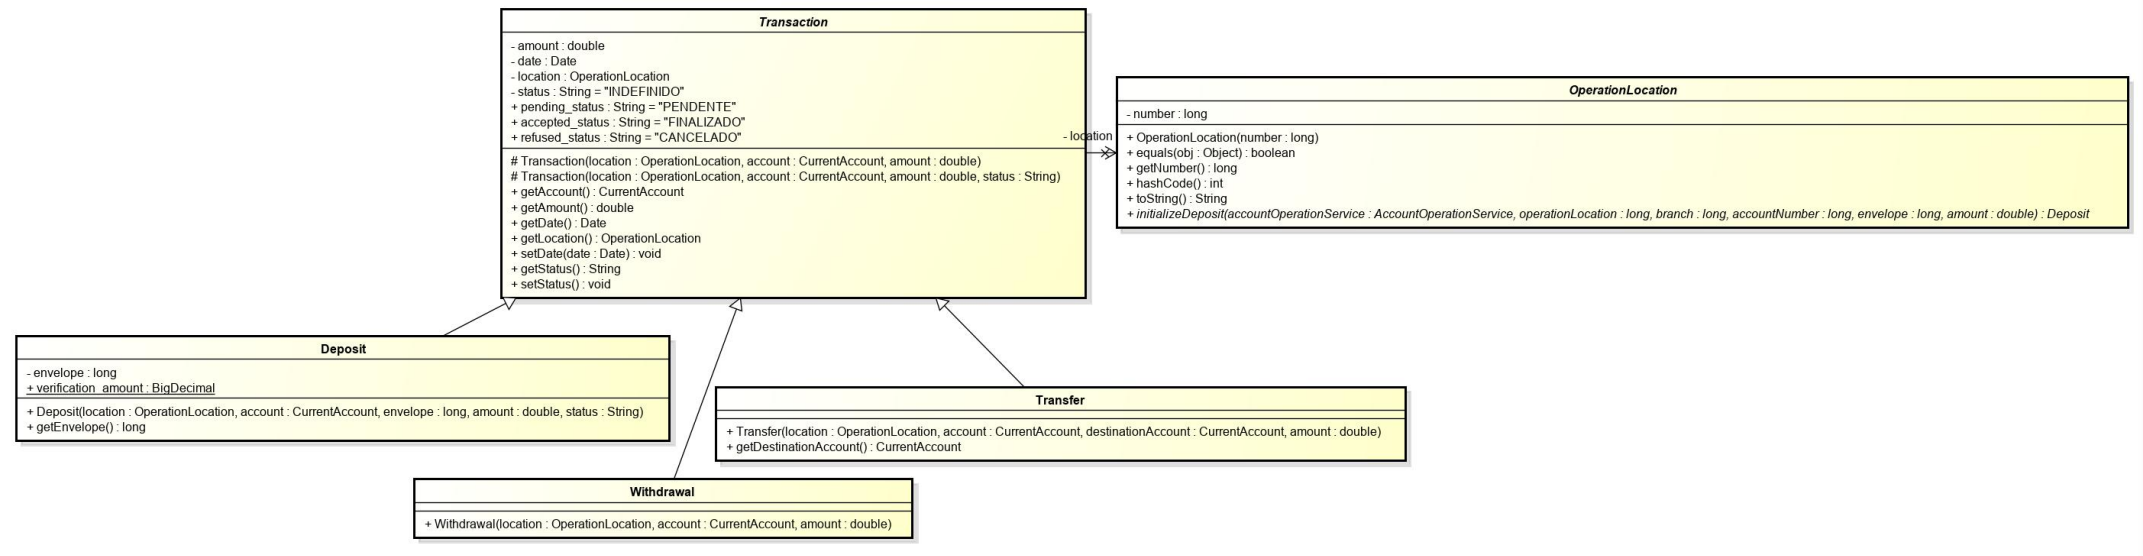 Transaction
- amount : double
- date : Date
- location : OperationLocation
- status : String = "INDEFINIDO"
+ pending_status : String = "PENDENTE"
+ accepted_status : String = "FINALIZADO"
+ refused_status : String = "CANCELADO"
# Transaction(location : OperationLocation, account : CurrentAccount, amount : double)
# Transaction(location : OperationLocation, account : CurrentAccount, amount : double, status : String)
+ getAccount() : CurrentAccount
+ getAmount() : double
+ getDate() : Date
+ getLocation() : OperationLocation
+ setDate(date : Date) : void
+ getStatus() : String
+ setStatus() : void
- location
OperationLocation
- number : long
+ OperationLocation(number : long)
+ equals(obj : Object) : boolean
+ getNumber() : long
+ hashCode() : int
+ toString() : String
+ initializeDeposit(accountOperationService : AccountOperationService, operationLocation : long, branch : long, accountNumber : long, envelope : long, amount : double) : Deposit
Deposit
- envelope : long
+ verification_amount : BigDecimal
+ Deposit(location : OperationLocation, account : CurrentAccount, envelope : long, amount : double, status : String)
+ getEnvelope() : long
Transfer
+ Transfer(location : OperationLocation, account : CurrentAccount, destinationAccount : CurrentAccount, amount : double)
+ getDestinationAccount() : CurrentAccount
Withdrawal
+ Withdrawal(location : OperationLocation, account : CurrentAccount, amount : double)